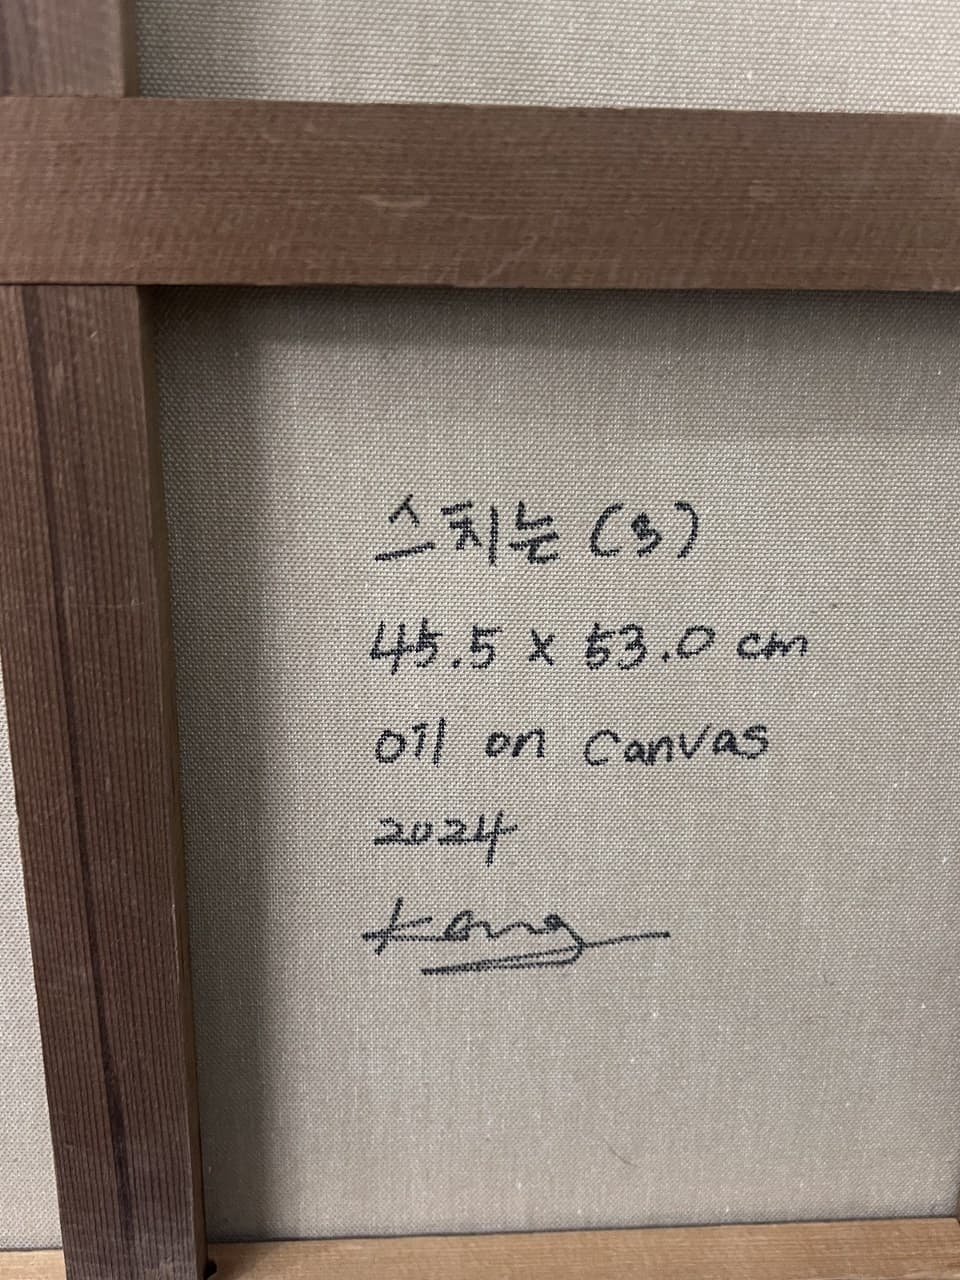 스치는 (3)
45.5 x 53.0 cm
oil on canvas
2024
Kang